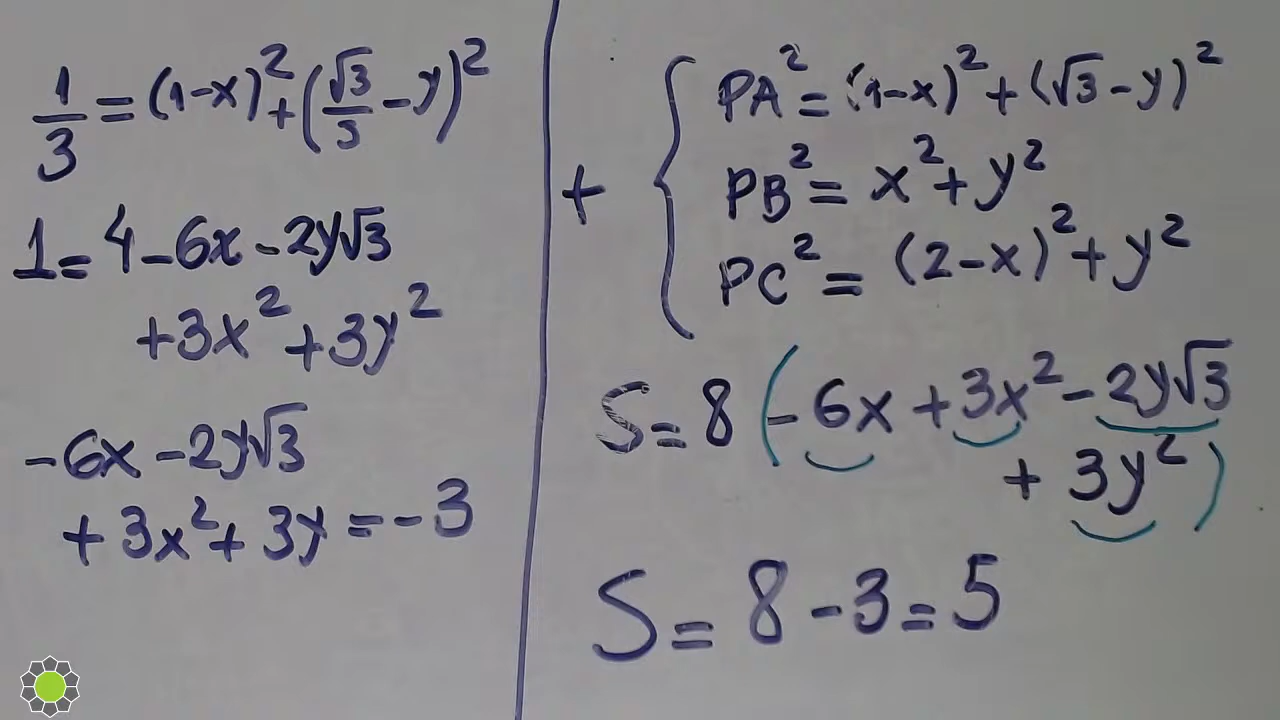 1/3 = (1-x)² + (√3/3 - y)²
1 = 4 - 6x - 2y√3
+ 3x² + 3y²
-6x - 2y√3
+ 3x² + 3y = -3
+ { PA² = (1-x)² + (√3 - y)²
PB² = x² + y²
PC² = (2-x)² + y²
S = 8 (-6x + 3x² - 2y√3
+ 3y²)
S = 8 - 3 = 5